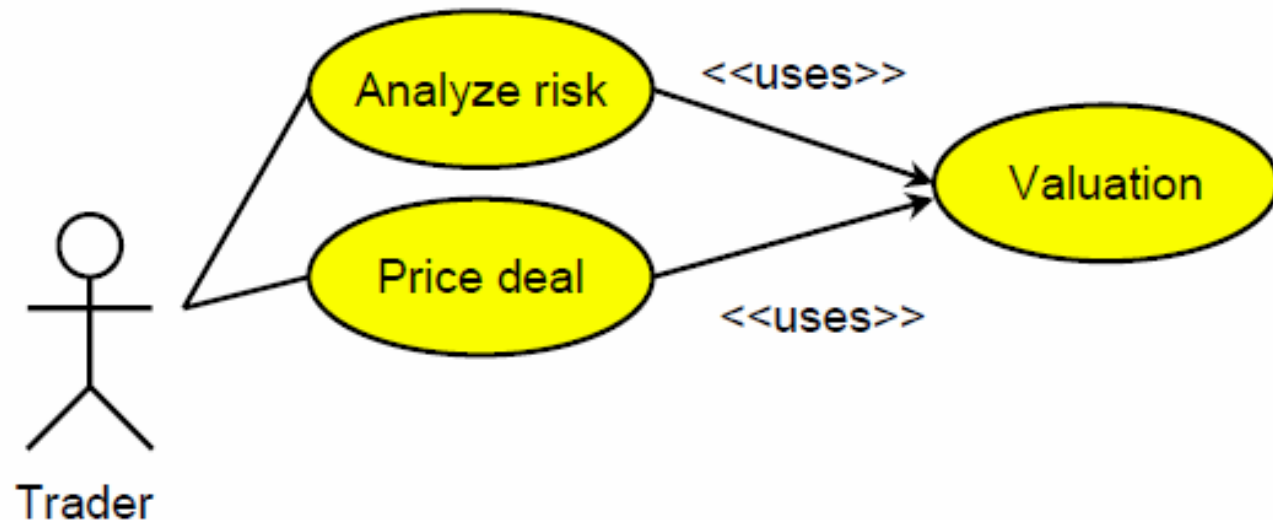 Analyze risk
<<uses>>
Valuation
Price deal
<<uses>>
Trader